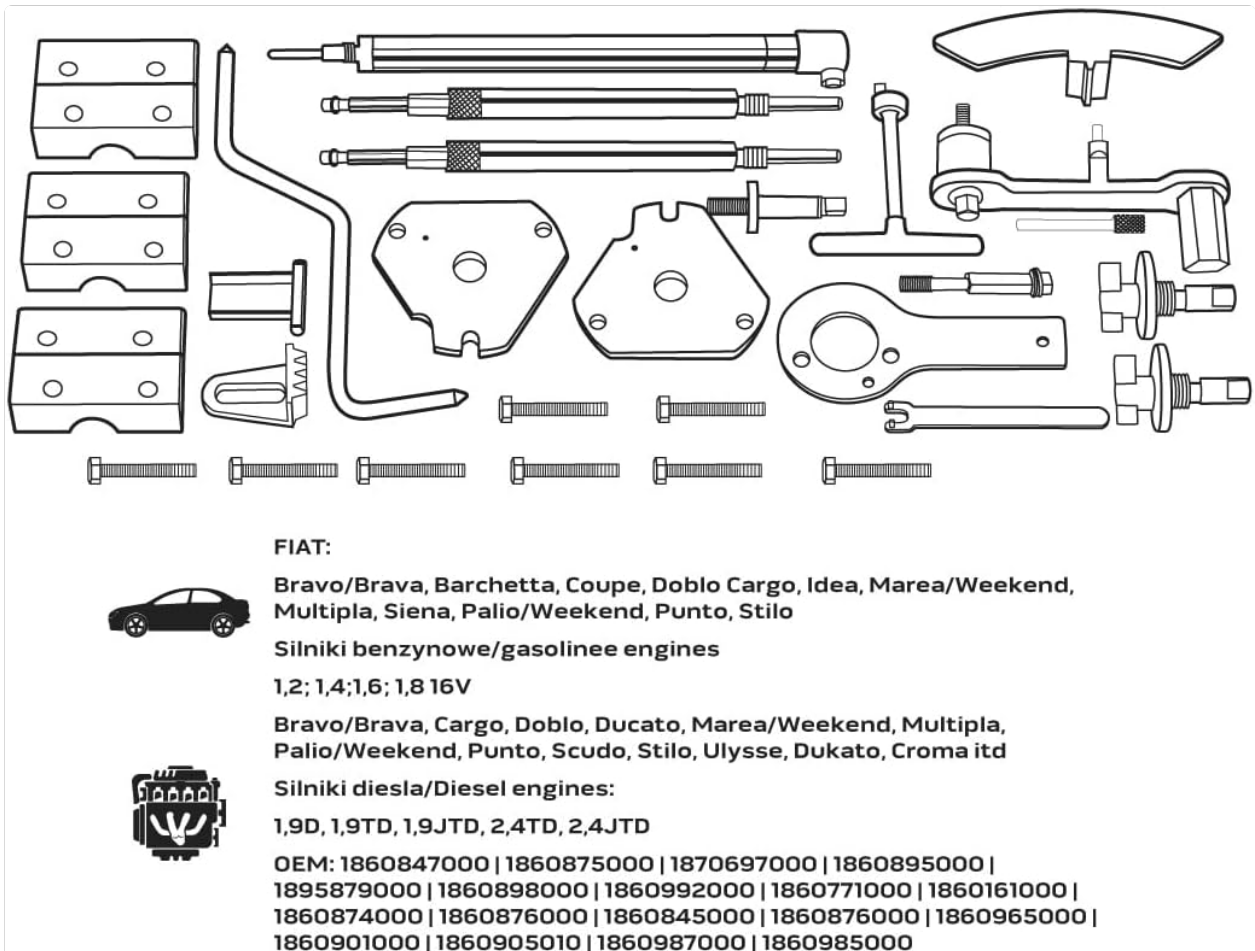 FIAT:
Bravo/Brava, Barchetta, Coupe, Doblo Cargo, Idea, Marea/Weekend,
Multipla, Siena, Palio/Weekend, Punto, Stilo
Silniki benzynowe/gasolinee engines
1,2; 1,4;1,6; 1,8 16V
Bravo/Brava, Cargo, Doblo, Ducato, Marea/Weekend, Multipla,
Palio/Weekend, Punto, Scudo, Stilo, Ulysse, Dukato, Croma itd
Silniki diesla/Diesel engines:
1,9D, 1,9TD, 1,9JTD, 2,4TD, 2,4JTD
OEM: 1860847000 | 1860875000 | 1870697000 | 1860895000 |
1895879000 | 1860898000 | 1860992000 | 1860771000 | 1860161000 |
1860874000 | 1860876000 | 1860845000 | 1860876000 | 1860965000 |
1860901000 | 1860905010 | 1860987000 | 1860985000